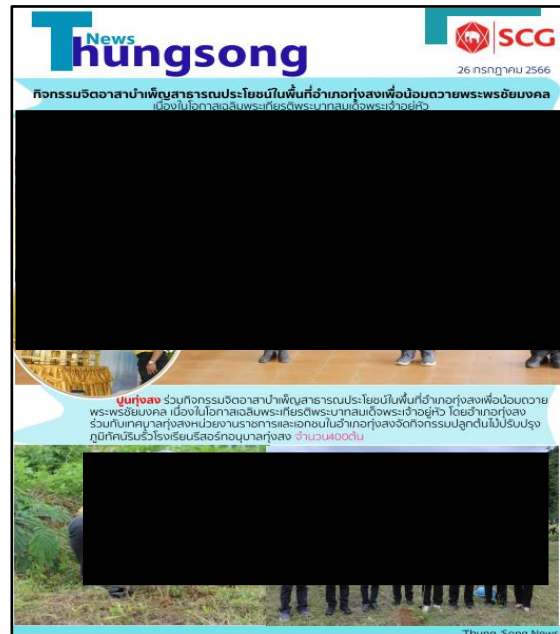 News
Thungsong
SCG
26 กรกฎาคม 2566
กิจกรรมจิตอาสาบำเพ็ญสาธารณประโยชน์ในพื้นที่อำเภอทุ่งสงเพื่อน้อมถวายพระพรชัยมงคล
เนื่องในโอกาสเฉลิมพระเกียรติพระบาทสมเด็จพระเจ้าอยู่หัว
ปูนทุ่งสง ร่วมกิจกรรมจิตอาสาบำเพ็ญสาธารณประโยชน์ในพื้นที่อำเภอทุ่งสงเพื่อน้อมถวาย
พระพรชัยมงคล เนื่องในโอกาสเฉลิมพระเกียรติพระบาทสมเด็จพระเจ้าอยู่หัว โดยอำเภอทุ่งสง
ร่วมกับเทศบาลทุ่งสงหน่วยงานราชการและเอกชนในอำเภอทุ่งสงจัดกิจกรรมปลูกต้นไม้ปรับปรุง
ภูมิทัศน์ริมรั้วโรงเรียนรีสอร์ทอนุบาลทุ่งสง จำนวน400ต้น
Thung Song News